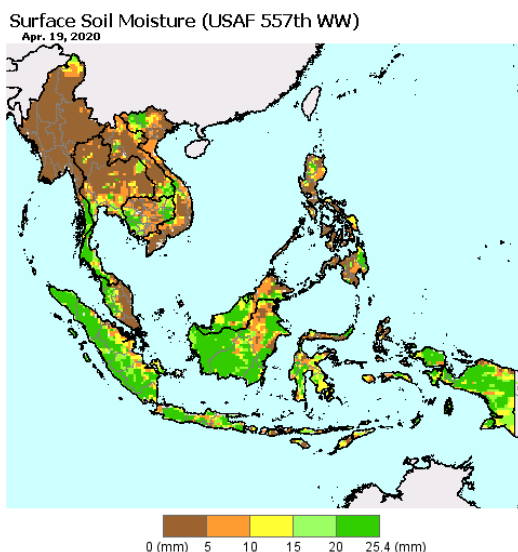 Surface Soil Moisture (USAF 557th WW)
Apr. 19, 2020
0 (mm) 5 10 15 20 25.4 (mm)